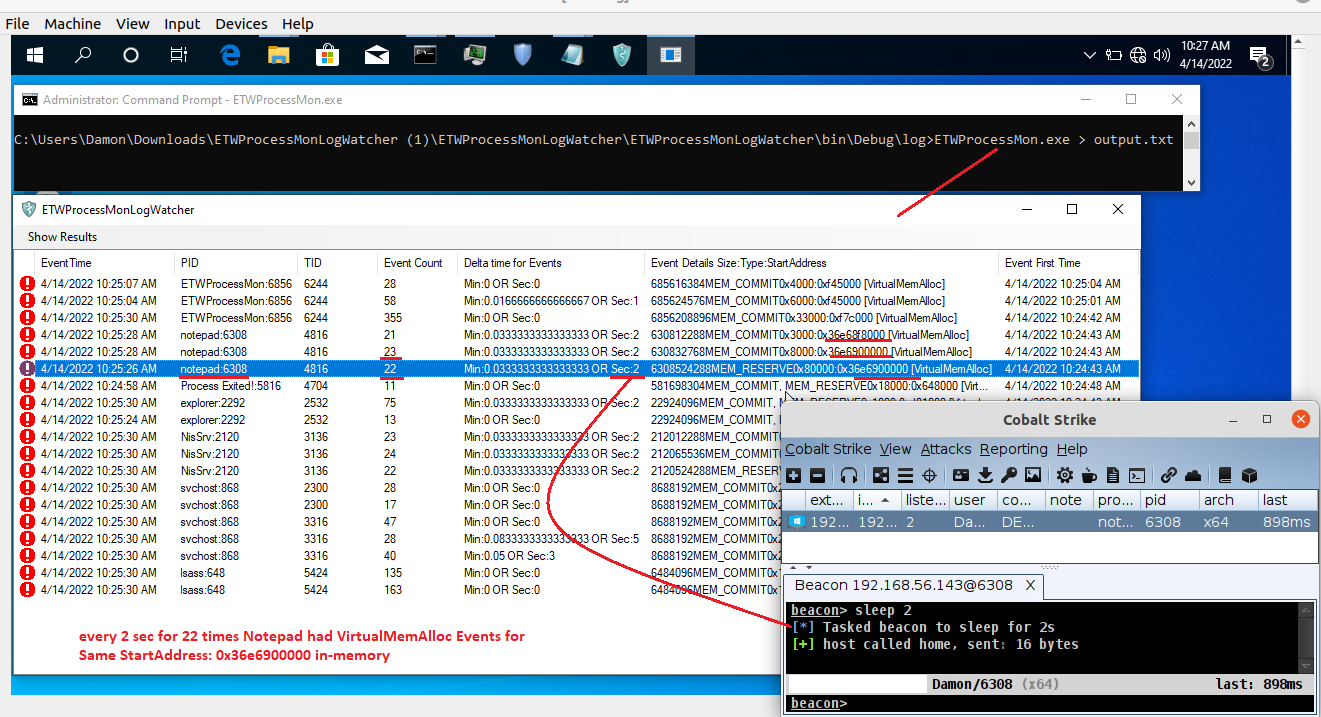 File Machine View Input Devices Help
10:27 AM
4/14/2022
2
Administrator: Command Prompt - ETWProcessMon.exe
C:\Users\Damon\Downloads\ETWProcessMonLogWatcher (1)\ETWProcessMonLogWatcher\ETWProcessMonLogWatcher\bin\Debug\log>ETWProcessMon.exe > output.txt
ETWProcessMonLogWatcher
Show Results
EventTime PID TID Event Count Delta time for Events Event Details Size:Type:StartAddress Event First Time
4/14/2022 10:25:07 AM ETWProcessMon:6856 6244 28 Min:0 OR Sec:0 685616384MEM_COMMIT0x4000:0xf45000 [VirtualMemAlloc] 4/14/2022 10:25:04 AM
4/14/2022 10:25:04 AM ETWProcessMon:6856 6244 58 Min:0.0166666666666667 OR Sec:1 685624576MEM_COMMIT0x6000:0xf45000 [VirtualMemAlloc] 4/14/2022 10:25:01 AM
4/14/2022 10:25:30 AM ETWProcessMon:6856 6244 355 Min:0 OR Sec:0 6856208896MEM_COMMIT0x33000:0xf7c000 [VirtualMemAlloc] 4/14/2022 10:24:42 AM
4/14/2022 10:25:28 AM notepad:6308 4816 21 Min:0.0333333333333333 OR Sec:2 630812288MEM_COMMIT0x3000:0x36e68f8000 [VirtualMemAlloc] 4/14/2022 10:24:43 AM
4/14/2022 10:25:28 AM notepad:6308 4816 23 Min:0.0333333333333333 OR Sec:2 630832768MEM_COMMIT0x8000:0x36e6900000 [VirtualMemAlloc] 4/14/2022 10:24:43 AM
4/14/2022 10:25:26 AM notepad:6308 4816 22 Min:0.0333333333333333 OR Sec:2 6308524288MEM_RESERVE0x80000:0x36e6900000 [VirtualMemAlloc] 4/14/2022 10:24:43 AM
4/14/2022 10:24:58 AM Process Exited!:5816 4704 11 Min:0 OR Sec:0 581698304MEM_COMMIT, MEM_RESERVE0x18000:0x648000 [Virt... 4/14/2022 10:24:48 AM
4/14/2022 10:25:30 AM explorer:2292 2532 75 Min:0.0333333333333333 OR Sec:2 22924096MEM_COMMIT,
4/14/2022 10:25:24 AM explorer:2292 2532 13 Min:0 OR Sec:0 22924096MEM_COMMIT,
4/14/2022 10:25:30 AM NisSrv:2120 3136 23 Min:0.0333333333333333 OR Sec:2 212012288MEM_COMMIT0x
4/14/2022 10:25:30 AM NisSrv:2120 3136 24 Min:0.0333333333333333 OR Sec:2 212065536MEM_COMMIT0x
4/14/2022 10:25:30 AM NisSrv:2120 3136 22 Min:0.0333333333333333 OR Sec:2 2120524288MEM_RESERV
4/14/2022 10:25:30 AM svchost:868 2300 28 Min:0 OR Sec:0 8688192MEM_COMMIT0x2
4/14/2022 10:25:30 AM svchost:868 2300 17 Min:0 OR Sec:0 8688192MEM_COMMIT0x2
4/14/2022 10:25:30 AM svchost:868 3316 47 Min:0 OR Sec:0 8688192MEM_COMMIT0x2
4/14/2022 10:25:30 AM svchost:868 3316 28 Min:0.0833333333333333 OR Sec:5 8688192MEM_COMMIT0x2
4/14/2022 10:25:30 AM svchost:868 3316 40 Min:0.05 OR Sec:3 8688192MEM_COMMIT0x2
4/14/2022 10:25:30 AM lsass:648 5424 135 Min:0 OR Sec:0 6484096MEM_COMMIT0x1
4/14/2022 10:25:30 AM lsass:648 5424 163 Min:0 OR Sec:0 6484096MEM_COMMIT0x1
every 2 sec for 22 times Notepad had VirtualMemAlloc Events for
Same StartAddress: 0x36e6900000 in-memory
Cobalt Strike
Cobalt Strike View Attacks Reporting Help
ext... i... liste... user co... note pro... pid arch last
192... 192... 2 Da... DE... not... 6308 x64 898ms
Beacon 192.168.56.143@6308 X
beacon> sleep 2
[*] Tasked beacon to sleep for 2s
[+] host called home, sent: 16 bytes
Damon/6308 (x64) last: 898ms
beacon>